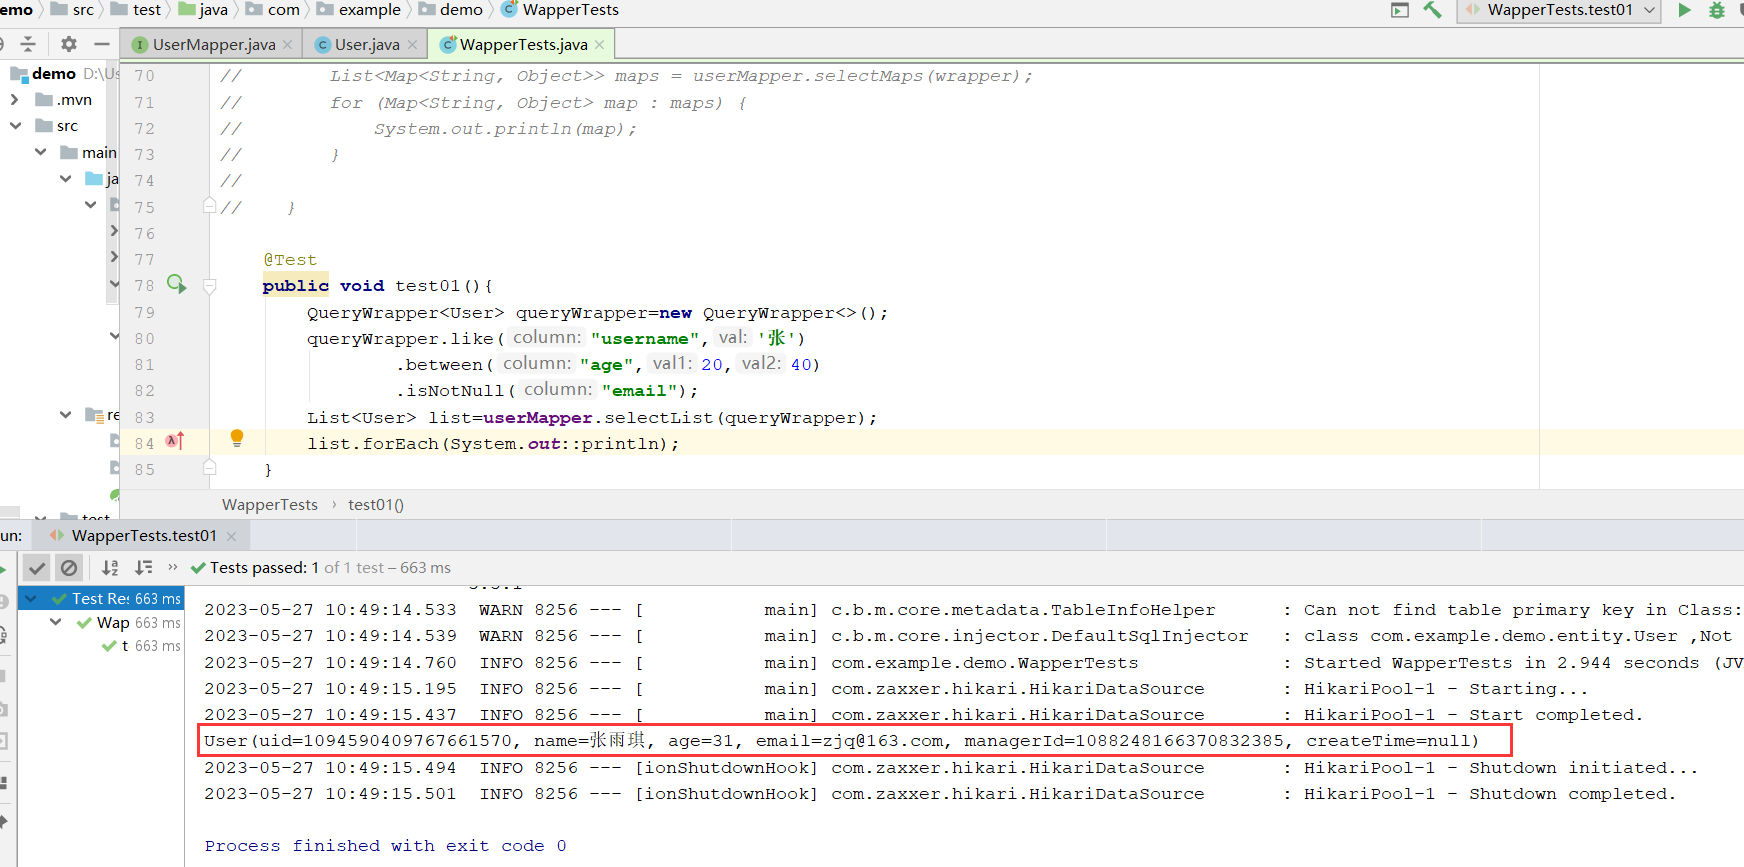 emo 〉 src 〉 test 〉 java 〉 com 〉 example 〉 demo 〉 WapperTests
WapperTests.test01
UserMapper.java × User.java × WapperTests.java ×
demo D:\Us
.mvn
src
main
ja
re
test
70 // List<Map<String, Object>> maps = userMapper.selectMaps(wrapper);
71 // for (Map<String, Object> map : maps) {
72 // System.out.println(map);
73 // }
74 //
75 // }
76
77 @Test
78 public void test01(){
79 QueryWrapper<User> queryWrapper=new QueryWrapper<>();
80 queryWrapper.like( column: "username", val: '张')
81 .between( column: "age", val1: 20, val2: 40)
82 .isNotNull( column: "email");
83 List<User> list=userMapper.selectList(queryWrapper);
84 list.forEach(System.out::println);
85 }
WapperTests › test01()
un: WapperTests.test01 ×
» Tests passed: 1 of 1 test – 663 ms
Test Res 663 ms
Wap 663 ms
t 663 ms
2023-05-27 10:49:14.533 WARN 8256 --- [ main] c.b.m.core.metadata.TableInfoHelper : Can not find table primary key in Class:
2023-05-27 10:49:14.539 WARN 8256 --- [ main] c.b.m.core.injector.DefaultSqlInjector : class com.example.demo.entity.User ,Not
2023-05-27 10:49:14.760 INFO 8256 --- [ main] com.example.demo.WapperTests : Started WapperTests in 2.944 seconds (JV
2023-05-27 10:49:15.195 INFO 8256 --- [ main] com.zaxxer.hikari.HikariDataSource : HikariPool-1 - Starting...
2023-05-27 10:49:15.437 INFO 8256 --- [ main] com.zaxxer.hikari.HikariDataSource : HikariPool-1 - Start completed.
User(uid=1094590409767661570, name=张雨琪, age=31, email=zjq@163.com, managerId=1088248166370832385, createTime=null)
2023-05-27 10:49:15.494 INFO 8256 --- [ionShutdownHook] com.zaxxer.hikari.HikariDataSource : HikariPool-1 - Shutdown initiated...
2023-05-27 10:49:15.501 INFO 8256 --- [ionShutdownHook] com.zaxxer.hikari.HikariDataSource : HikariPool-1 - Shutdown completed.
Process finished with exit code 0